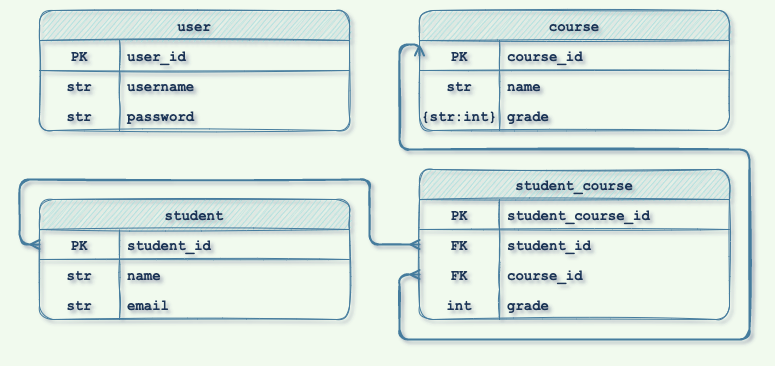 user
PK user_id
str username
str password
course
PK course_id
str name
{str:int} grade
student
PK student_id
str name
str email
student_course
PK student_course_id
FK student_id
FK course_id
int grade